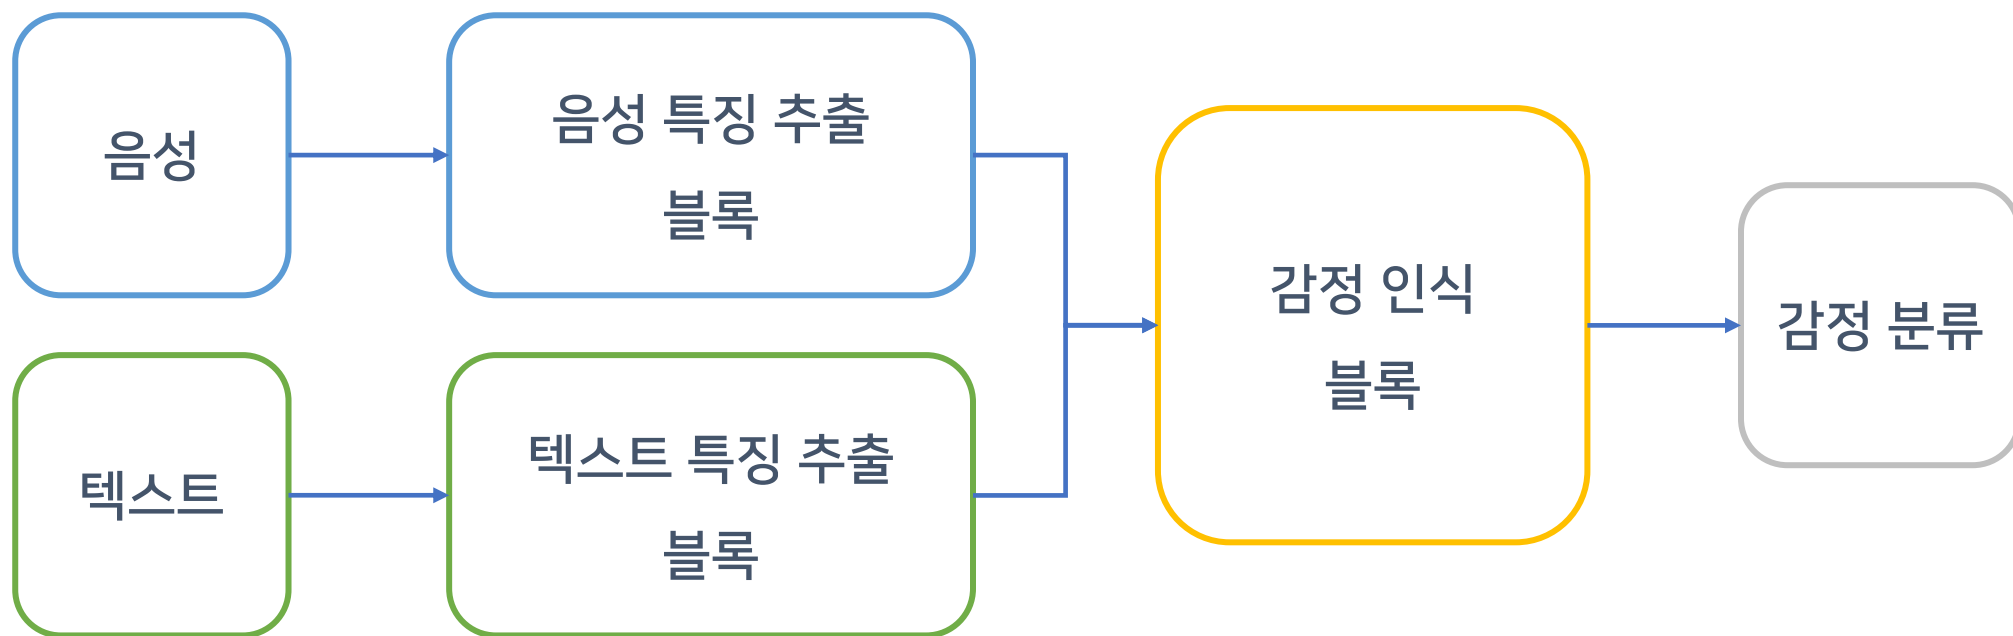 음성
음성 특징 추출
블록
텍스트
텍스트 특징 추출
블록
감정 인식
블록
감정 분류